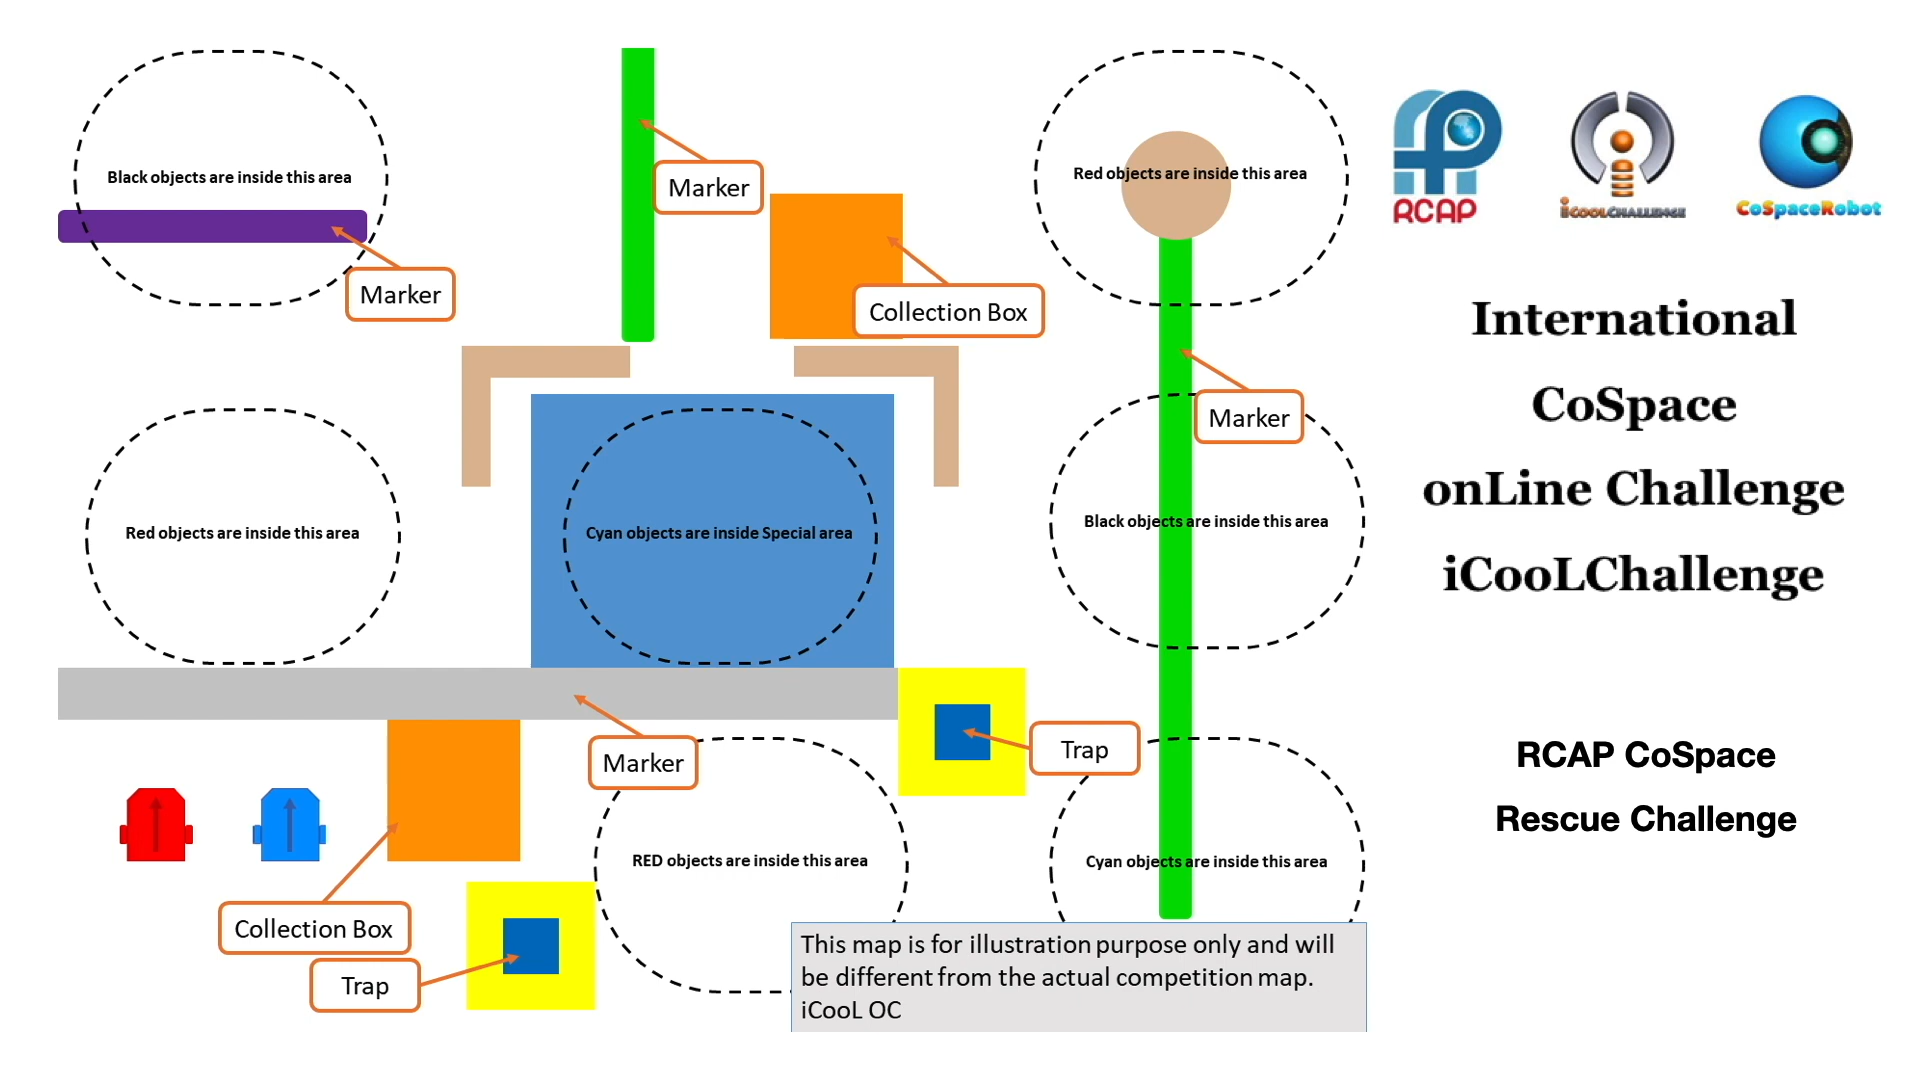 Black objects are inside this area
Marker
Marker
Collection Box
Red objects are inside this area
Marker
Red objects are inside this area
Cyan objects are inside Special area
Black objects are inside this area
Marker
Trap
RED objects are inside this area
Cyan objects are inside this area
Collection Box
Trap
This map is for illustration purpose only and will
be different from the actual competition map.
iCooL OC
RCAP
iCOOLCHALLENGE
CoSpaceRobot
International
CoSpace
onLine Challenge
iCooLChallenge
RCAP CoSpace
Rescue Challenge